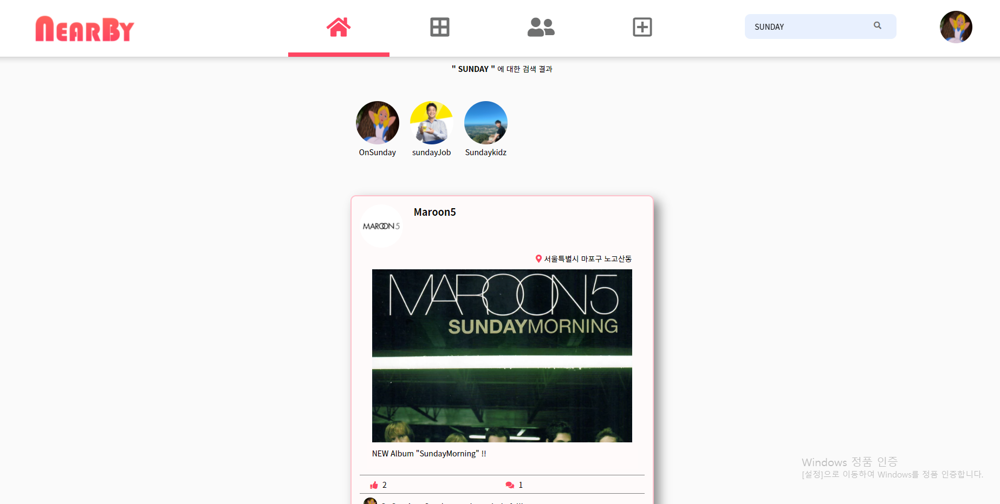 NEARBY
SUNDAY
" SUNDAY " 에 대한 검색 결과
OnSunday
sundayJob
Sundaykidz
Maroon5
MAROON 5
서울특별시 마포구 노고산동
MAROON5
SUNDAYMORNING
NEW Album "SundayMorning" !!
Windows 정품 인증
[설정]으로 이동하여 Windows를 정품 인증합니다.
2
1